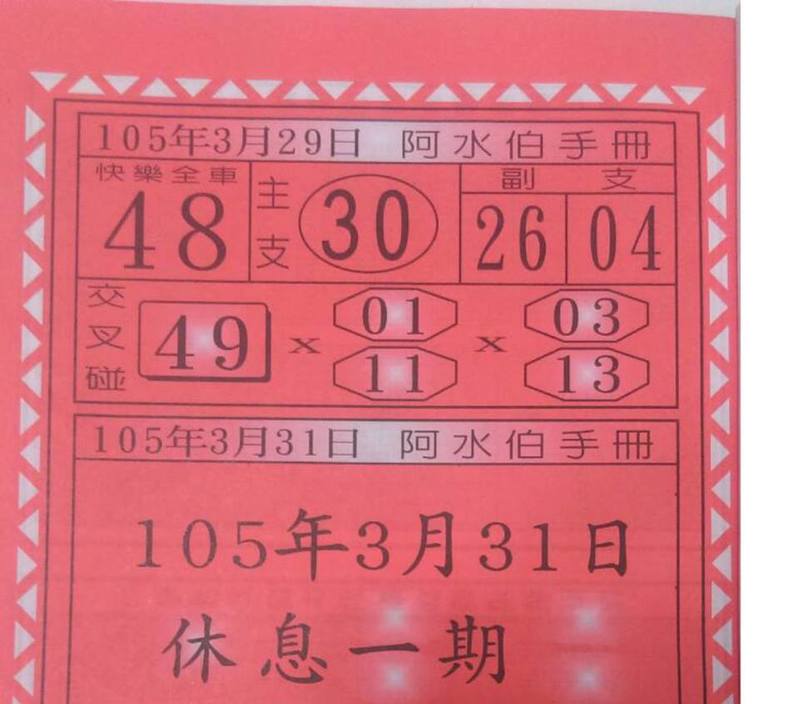 105年3月29日 阿水伯手冊
快樂全車 48 主支 30 副支 26 04
交叉碰 49 x 01 11 x 03 13
105年3月31日 阿水伯手冊
105年3月31日
休息一期